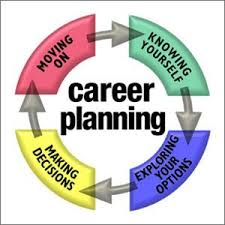 career
planning
KNOWING
YOURSELF
EXPLORING
YOUR
OPTIONS
MAKING
DECISIONS
MOVING
ON